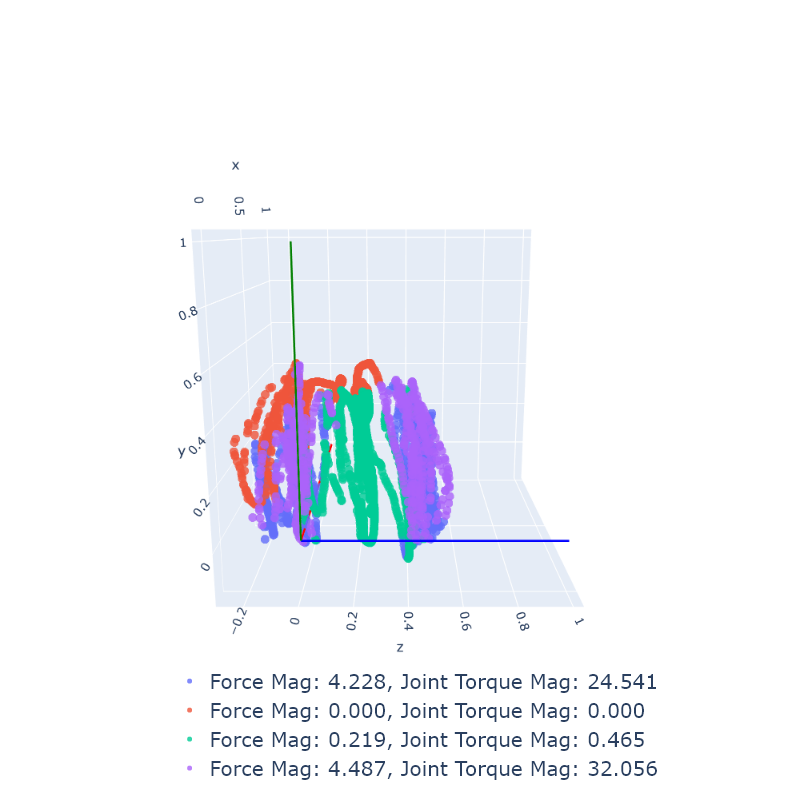 x
0 0.5 1
1
0.8
0.6
0.4
y
0.2
0
−0.2 0 0.2 0.4 0.6 0.8 1
z
Force Mag: 4.228, Joint Torque Mag: 24.541
Force Mag: 0.000, Joint Torque Mag: 0.000
Force Mag: 0.219, Joint Torque Mag: 0.465
Force Mag: 4.487, Joint Torque Mag: 32.056